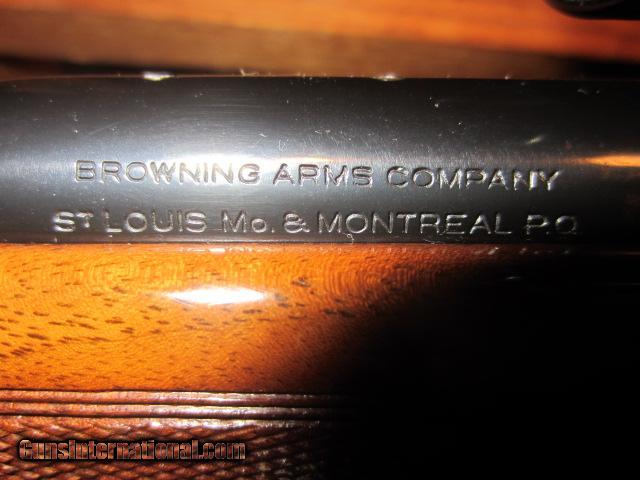 BROWNING ARMS COMPANY
ST LOUIS MO. & MONTREAL P.Q
GunsInternational.com